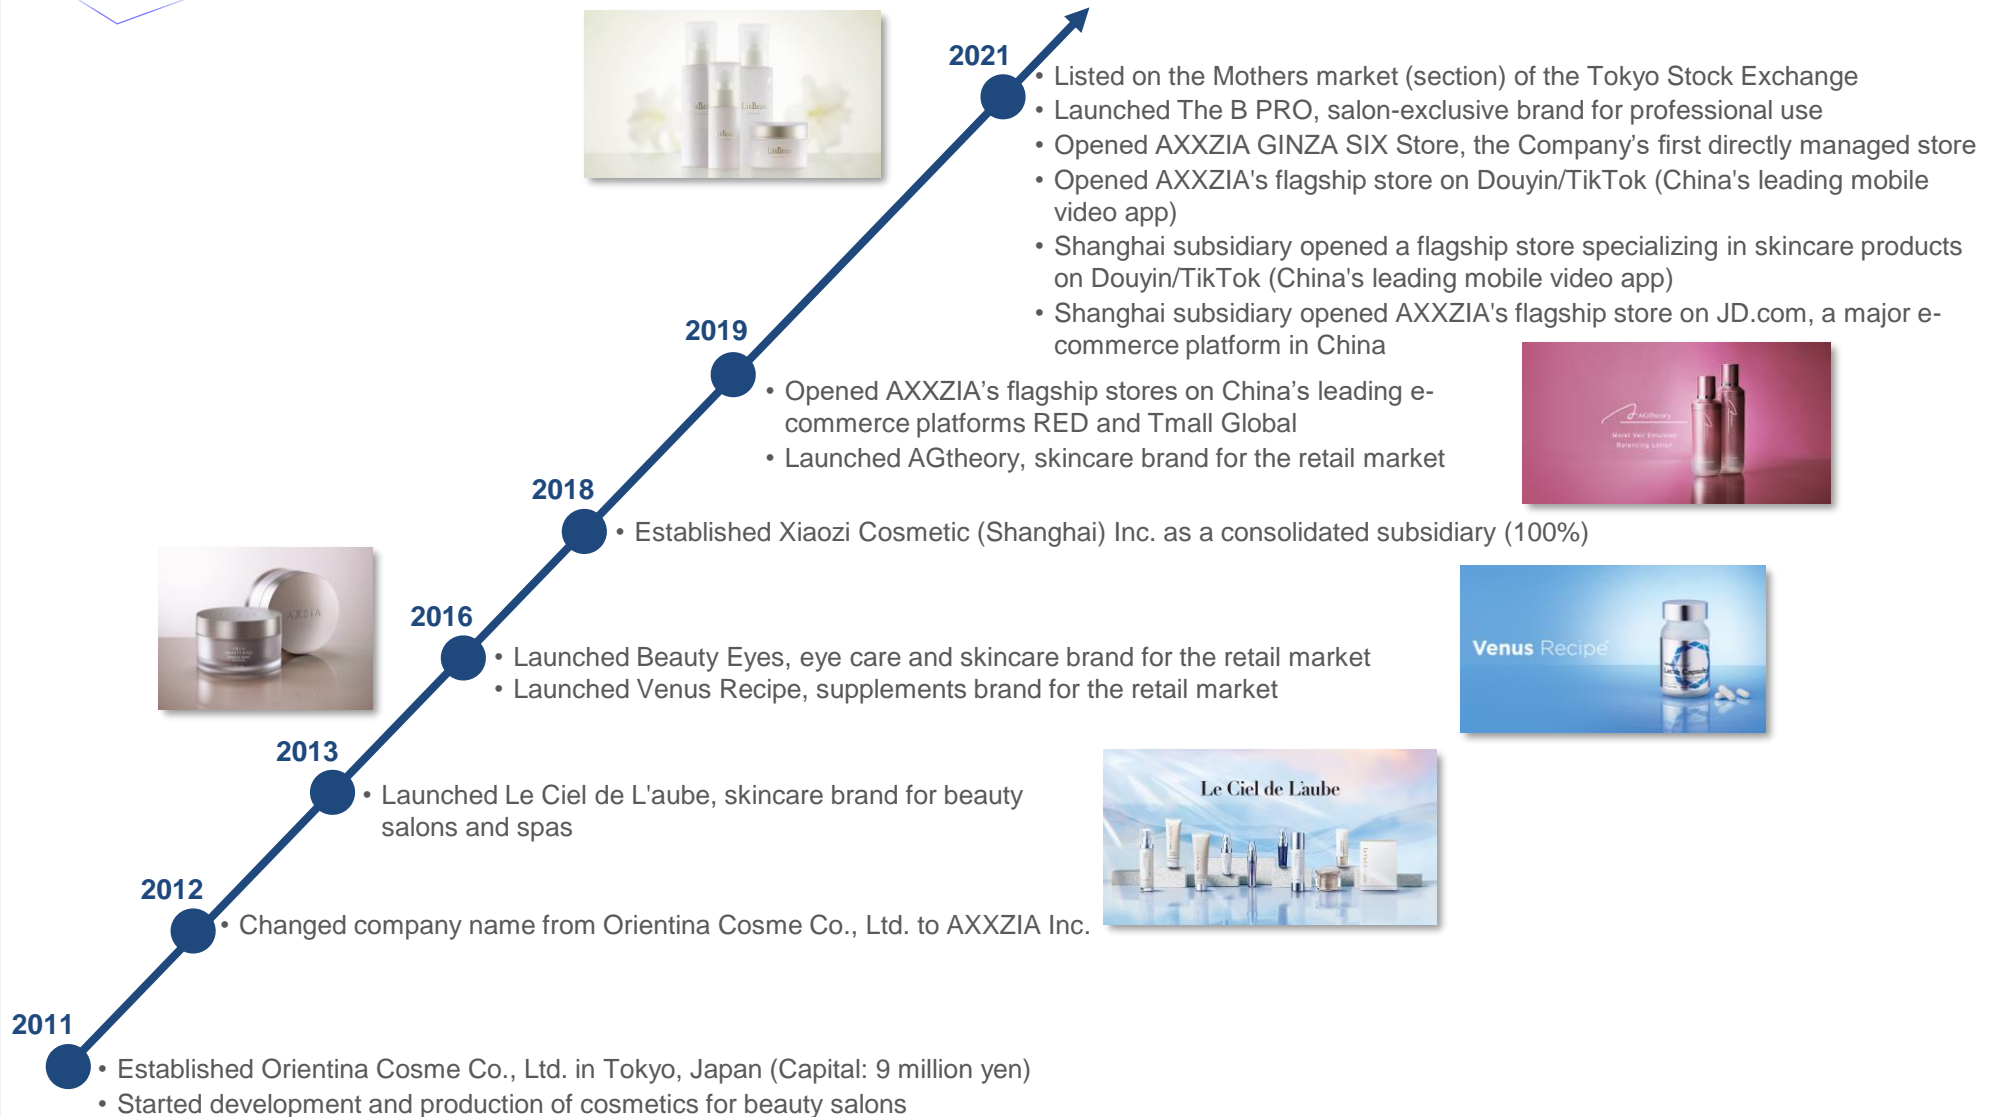 2021
• Listed on the Mothers market (section) of the Tokyo Stock Exchange
• Launched The B PRO, salon-exclusive brand for professional use
• Opened AXXZIA GINZA SIX Store, the Company’s first directly managed store
• Opened AXXZIA's flagship store on Douyin/TikTok (China's leading mobile
video app)
• Shanghai subsidiary opened a flagship store specializing in skincare products
on Douyin/TikTok (China's leading mobile video app)
• Shanghai subsidiary opened AXXZIA's flagship store on JD.com, a major e-
commerce platform in China
2019
• Opened AXXZIA’s flagship stores on China’s leading e-
commerce platforms RED and Tmall Global
• Launched AGtheory, skincare brand for the retail market
AGtheory
Moist Veil Emulsion
Balancing Lotion
2018
• Established Xiaozi Cosmetic (Shanghai) Inc. as a consolidated subsidiary (100%)
AXXZIA
2016
• Launched Beauty Eyes, eye care and skincare brand for the retail market
• Launched Venus Recipe, supplements brand for the retail market
Venus Recipe
2013
• Launched Le Ciel de L'aube, skincare brand for beauty
salons and spas
Le Ciel de L'aube
2012
• Changed company name from Orientina Cosme Co., Ltd. to AXXZIA Inc.
2011
• Established Orientina Cosme Co., Ltd. in Tokyo, Japan (Capital: 9 million yen)
• Started development and production of cosmetics for beauty salons